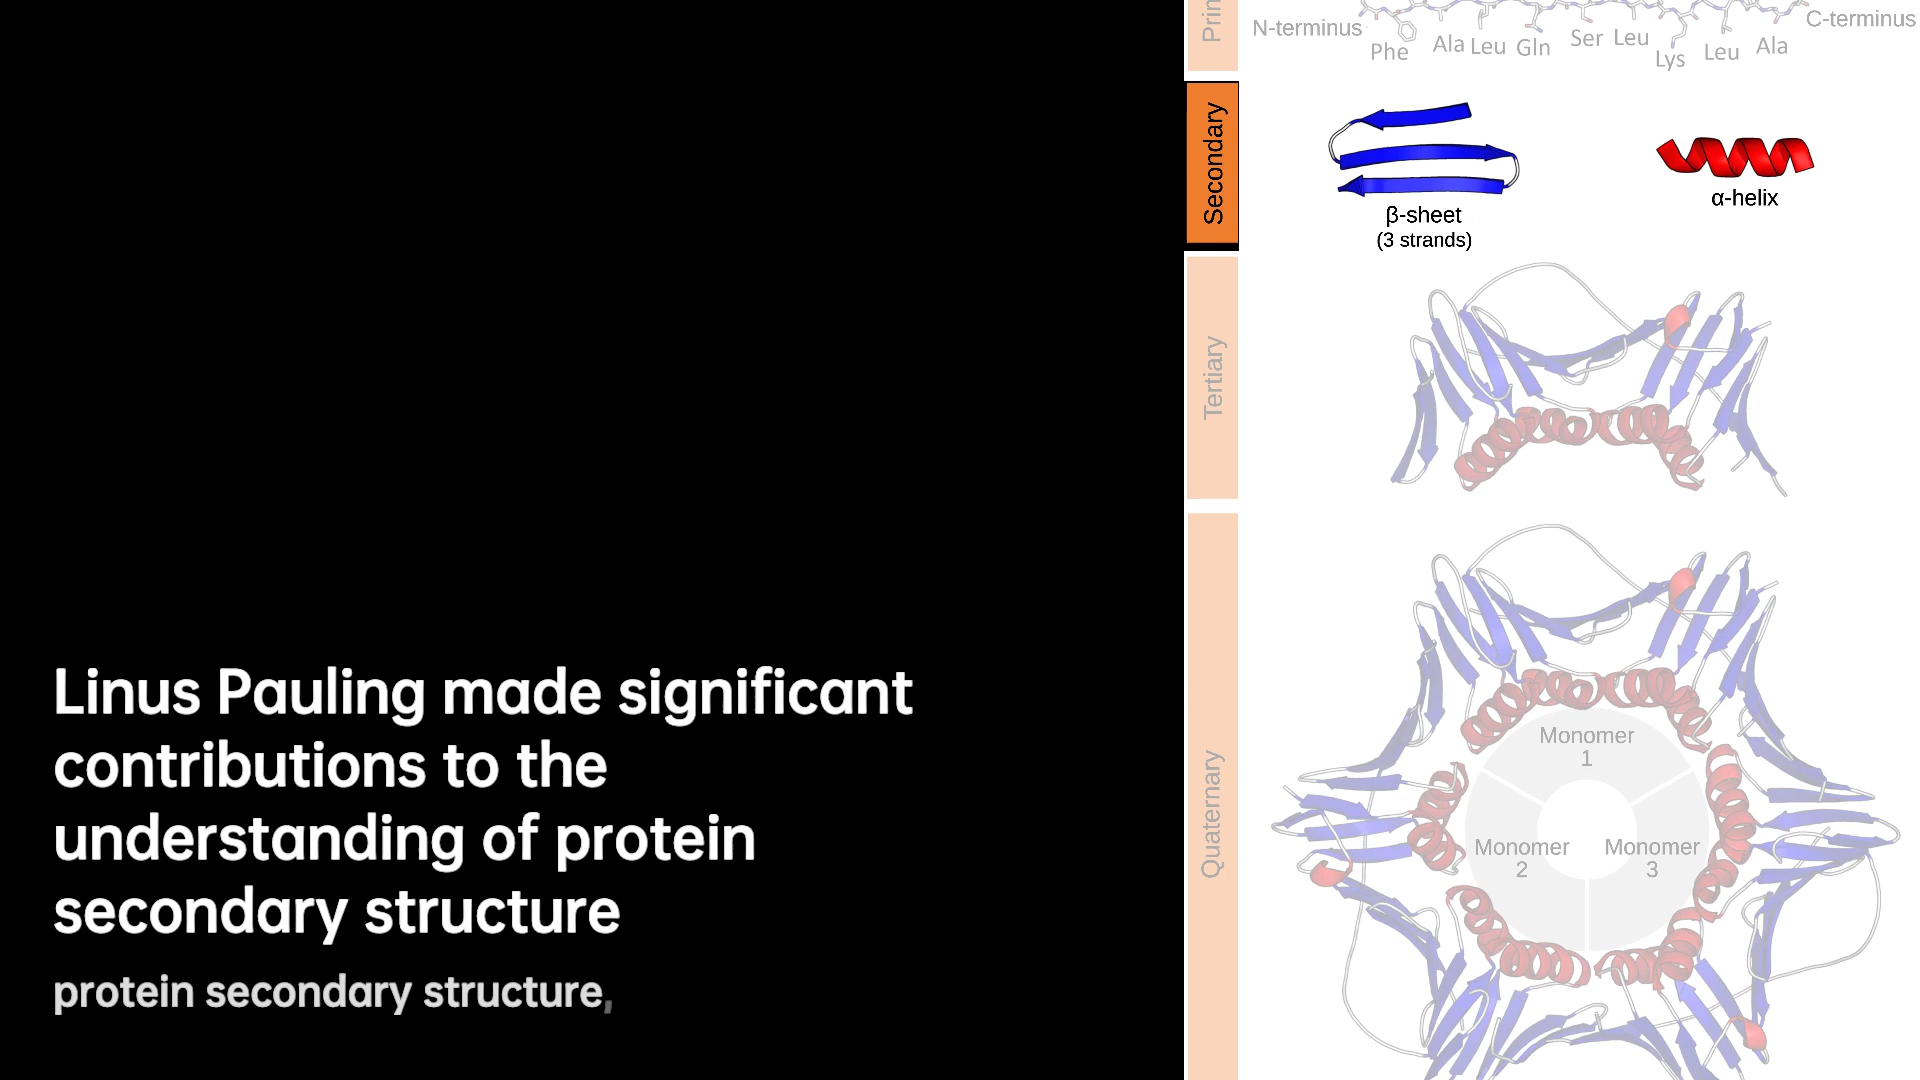 Linus Pauling made significant
contributions to the
understanding of protein
secondary structure
protein secondary structure,
N-terminus
C-terminus
Phe Ala Leu Gln Ser Leu Lys Leu Ala
Secondary
β-sheet
(3 strands)
α-helix
Tertiary
Quaternary
Monomer
1
Monomer
2
Monomer
3